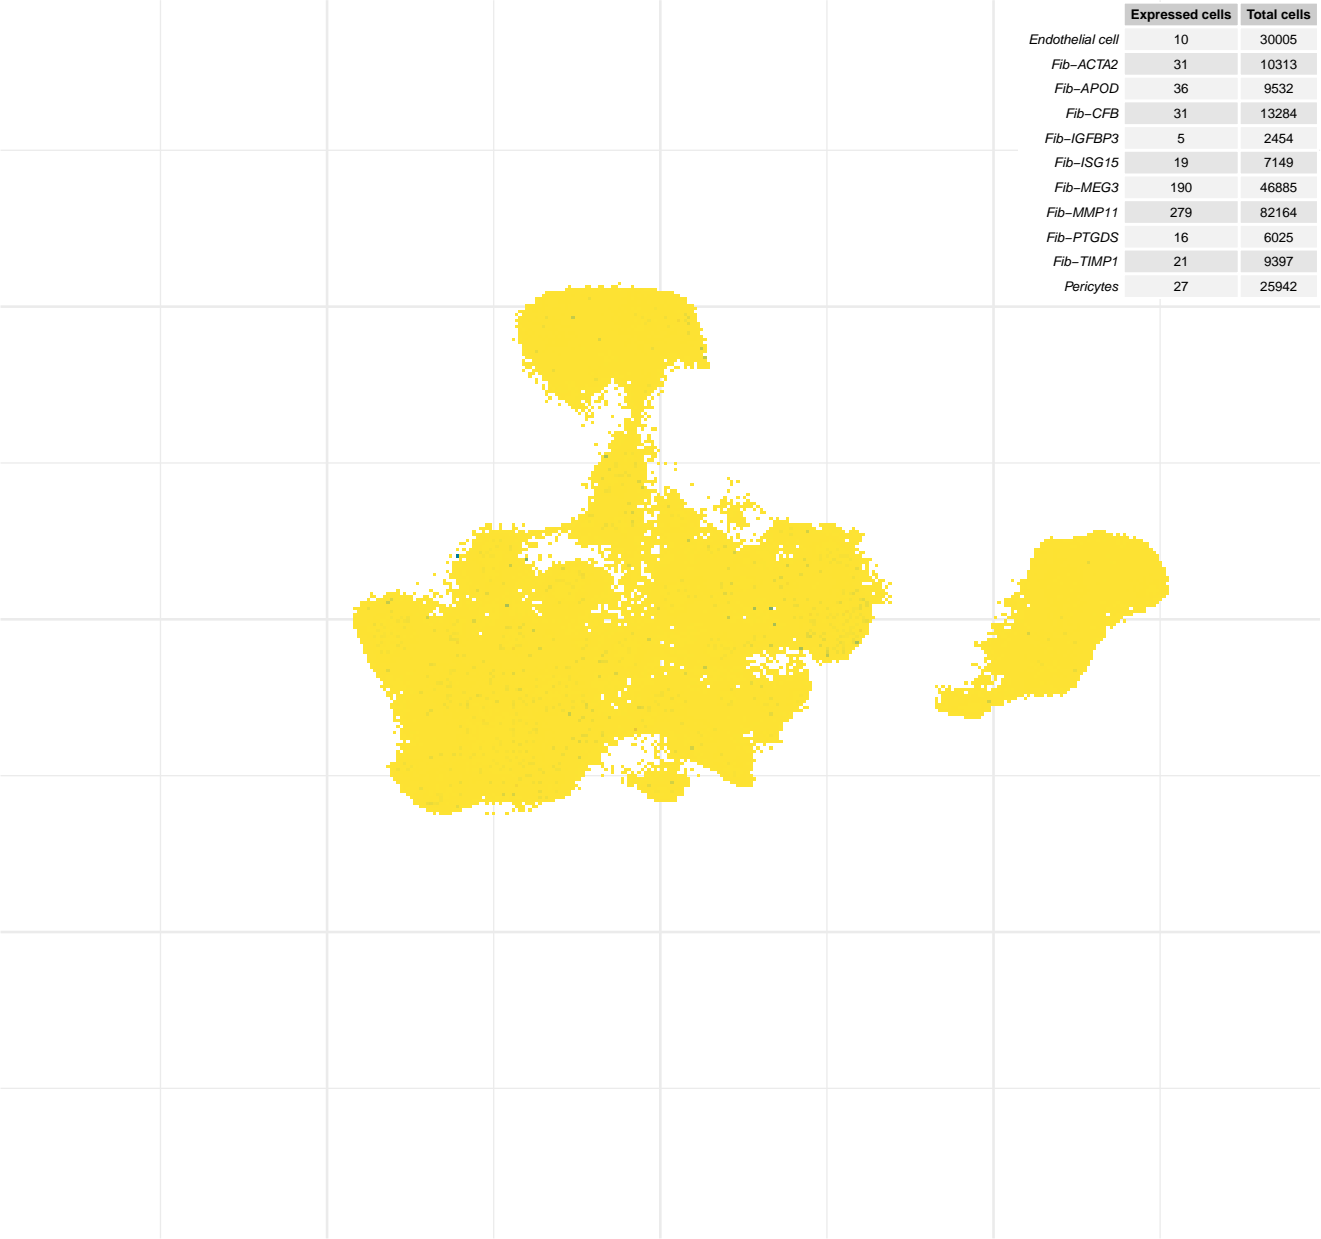 Expressed cells Total cells
Endothelial cell 10 30005
Fib−ACTA2 31 10313
Fib−APOD 36 9532
Fib−CFB 31 13284
Fib−IGFBP3 5 2454
Fib−ISG15 19 7149
Fib−MEG3 190 46885
Fib−MMP11 279 82164
Fib−PTGDS 16 6025
Fib−TIMP1 21 9397
Pericytes 27 25942